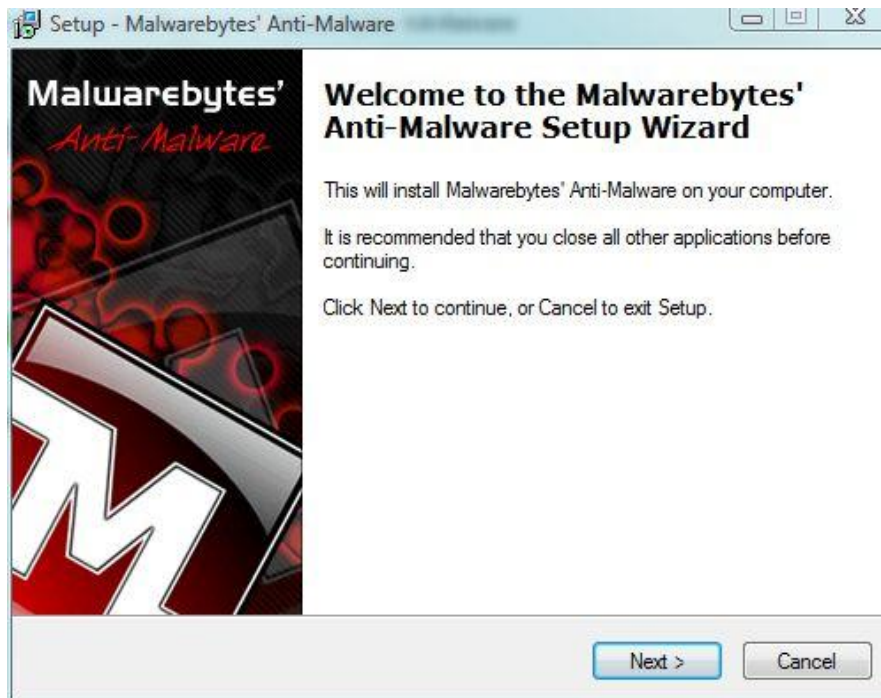 Setup - Malwarebytes' Anti-Malware
Malwarebytes'
Anti-Malware
Welcome to the Malwarebytes'
Anti-Malware Setup Wizard
This will install Malwarebytes' Anti-Malware on your computer.
It is recommended that you close all other applications before
continuing.
Click Next to continue, or Cancel to exit Setup.
M
Next >
Cancel